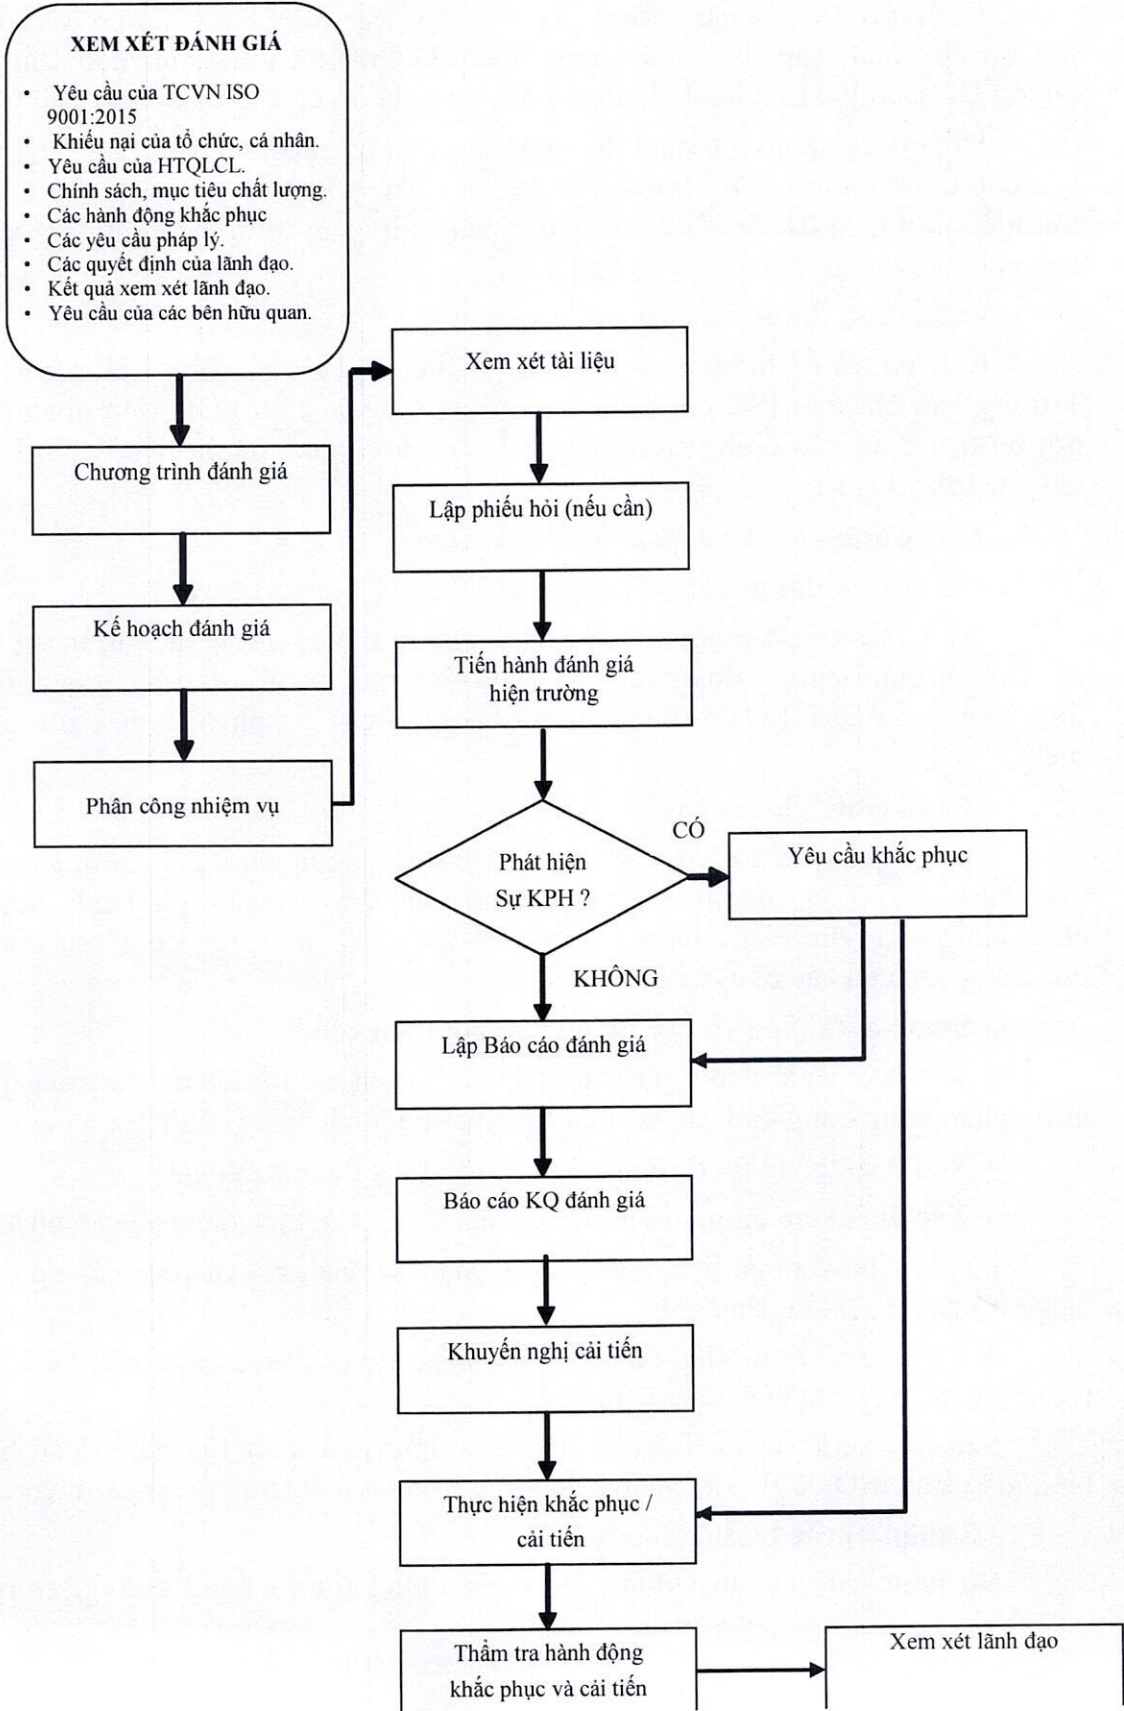 XEM XÉT ĐÁNH GIÁ
• Yêu cầu của TCVN ISO
9001:2015
• Khiếu nại của tổ chức, cá nhân.
• Yêu cầu của HTQLCL.
• Chính sách, mục tiêu chất lượng.
• Các hành động khắc phục
• Các yêu cầu pháp lý.
• Các quyết định của lãnh đạo.
• Kết quả xem xét lãnh đạo.
• Yêu cầu của các bên hữu quan.
Chương trình đánh giá
Kế hoạch đánh giá
Phân công nhiệm vụ
Xem xét tài liệu
Lập phiếu hỏi (nếu cần)
Tiến hành đánh giá
hiện trường
Phát hiện
Sự KPH ?
CÓ
Yêu cầu khắc phục
KHÔNG
Lập Báo cáo đánh giá
Báo cáo KQ đánh giá
Khuyến nghị cải tiến
Thực hiện khắc phục /
cải tiến
Thẩm tra hành động
khắc phục và cải tiến
Xem xét lãnh đạo